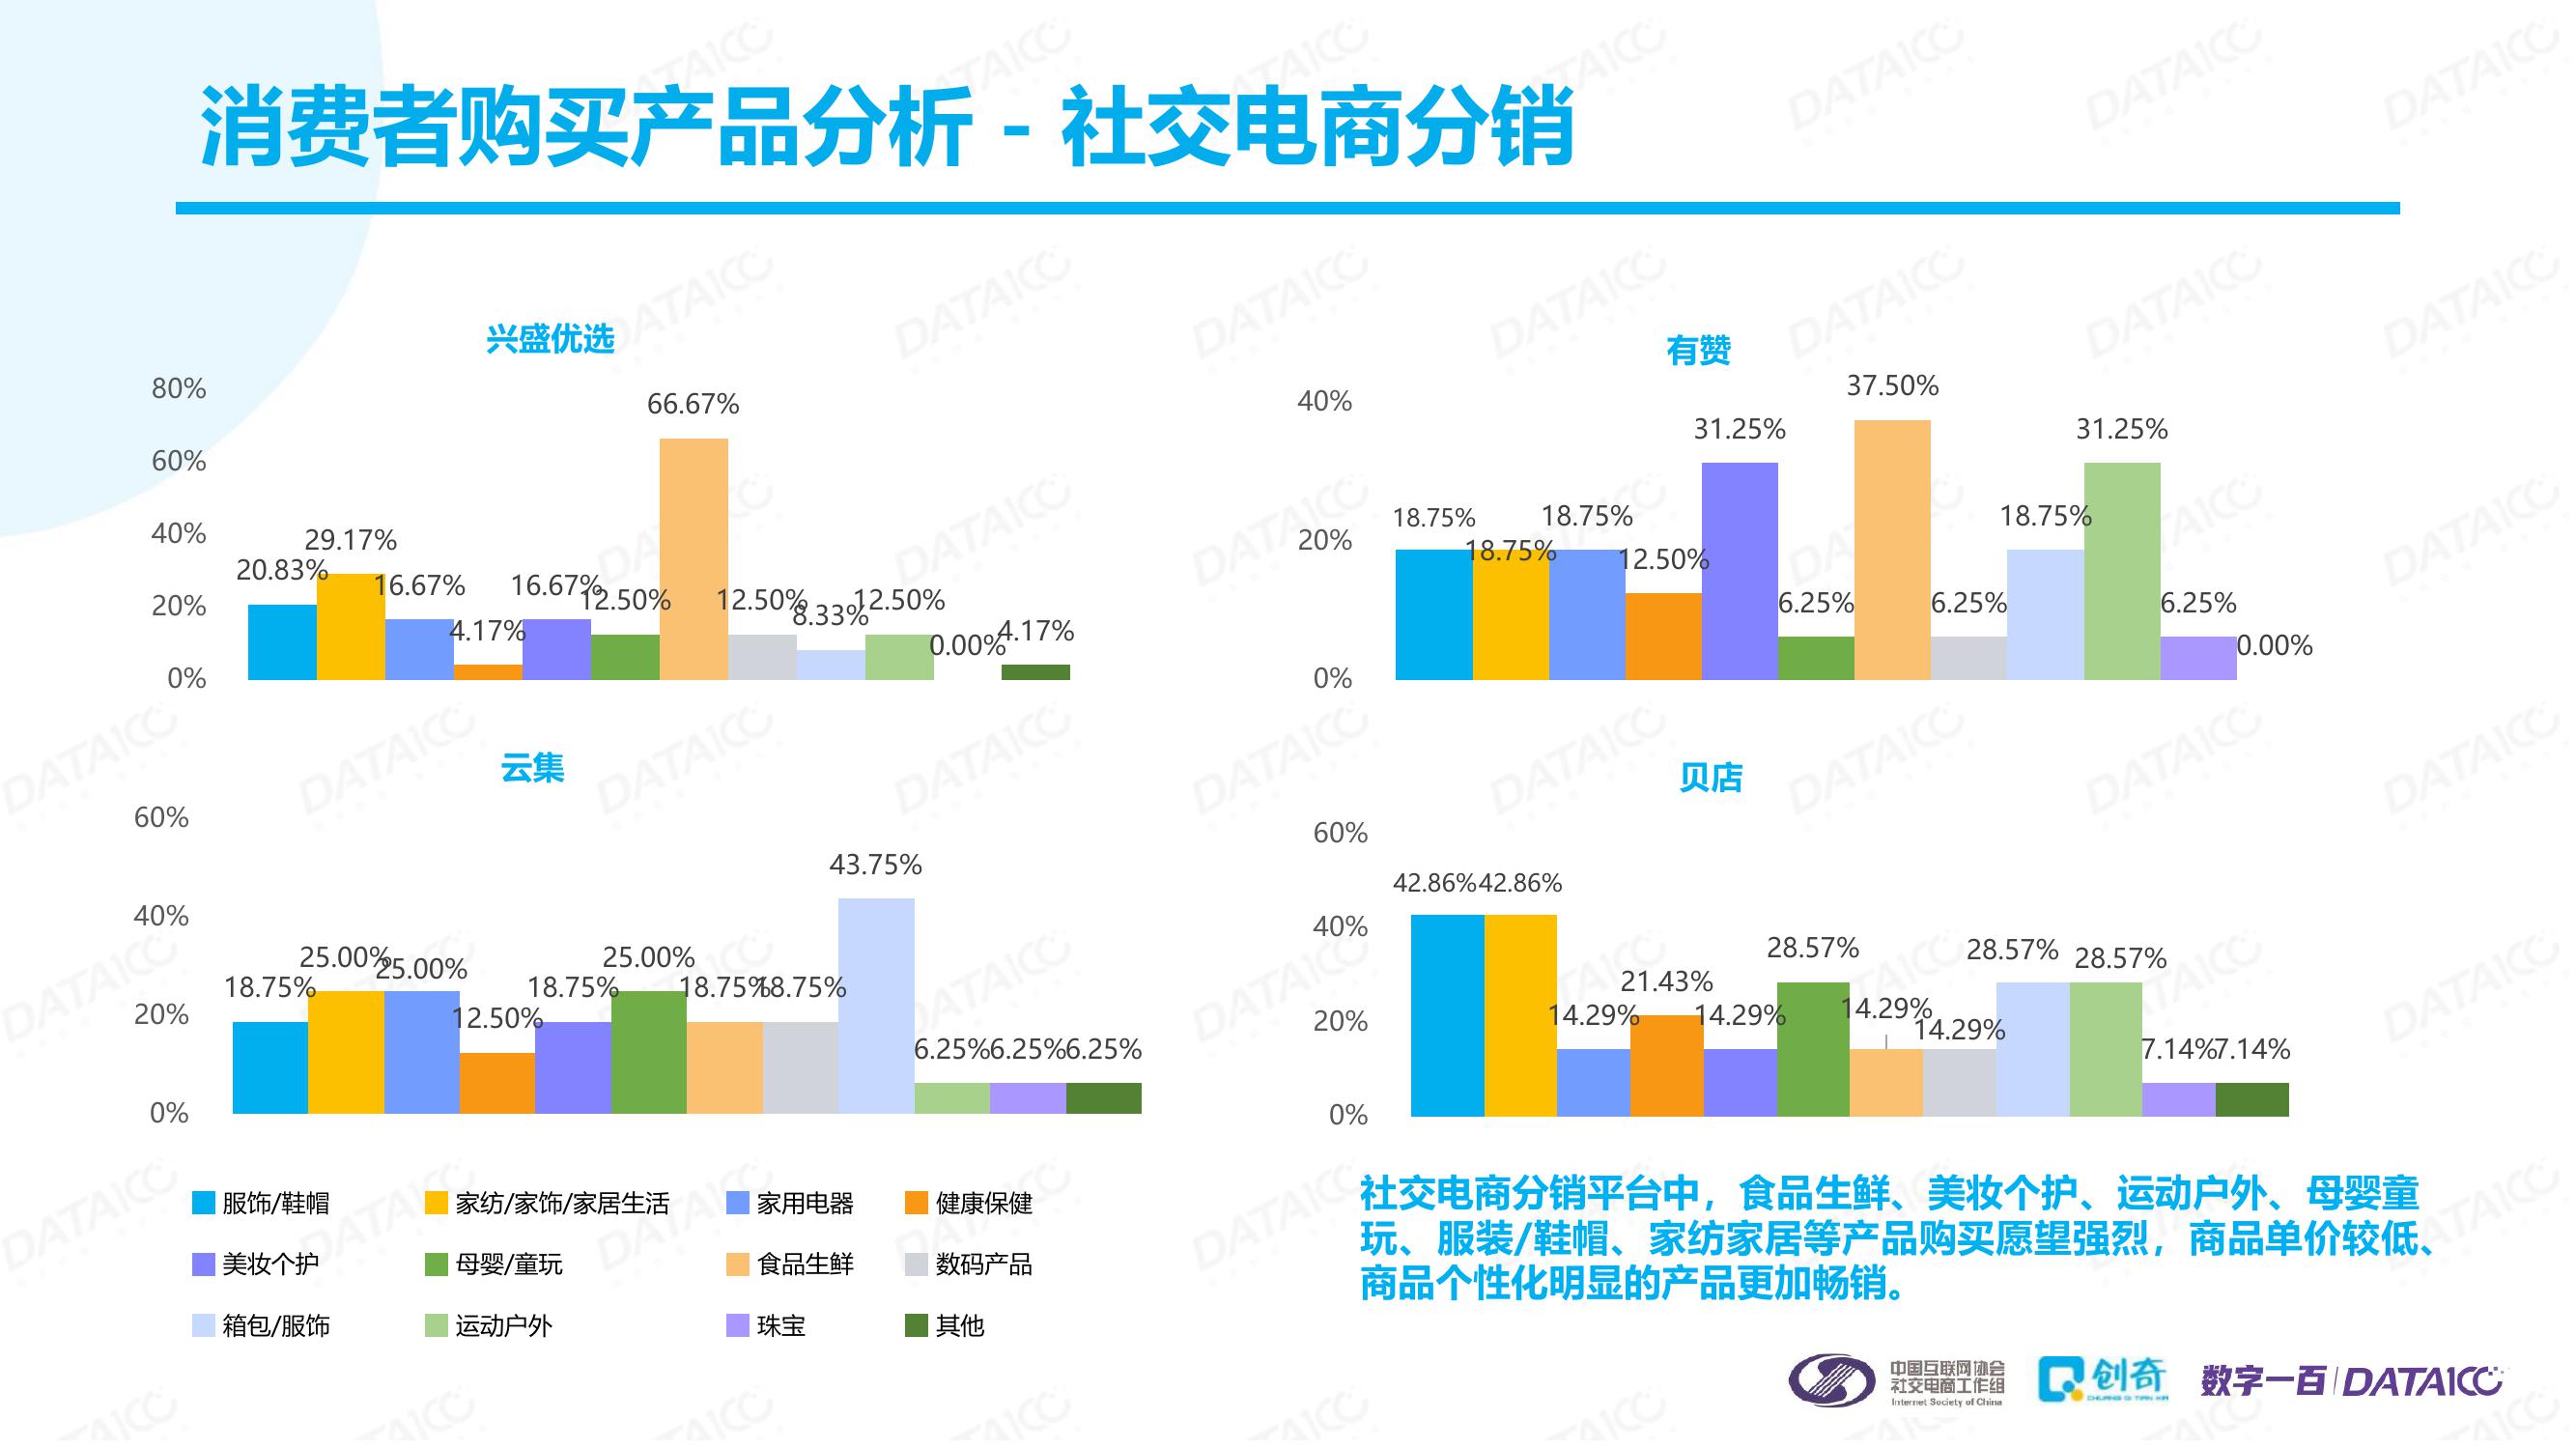 消费者购买产品分析 - 社交电商分销
兴盛优选
80%
60%
40%
20%
0%
20.83%
29.17%
16.67%
4.17%
16.67%
12.50%
66.67%
12.50%
8.33%
12.50%
0.00%
4.17%
有赞
40%
20%
0%
18.75%
18.75%
18.75%
12.50%
31.25%
6.25%
37.50%
6.25%
18.75%
31.25%
6.25%
0.00%
云集
60%
40%
20%
0%
18.75%
25.00%
25.00%
12.50%
18.75%
25.00%
18.75%
18.75%
43.75%
6.25%
6.25%
6.25%
贝店
60%
40%
20%
0%
42.86%
42.86%
14.29%
21.43%
14.29%
28.57%
14.29%
14.29%
28.57%
28.57%
7.14%
7.14%
服饰/鞋帽
家纺/家饰/家居生活
家用电器
健康保健
美妆个护
母婴/童玩
食品生鲜
数码产品
箱包/服饰
运动户外
珠宝
其他
社交电商分销平台中，食品生鲜、美妆个护、运动户外、母婴童
玩、服装/鞋帽、家纺家居等产品购买愿望强烈，商品单价较低、
商品个性化明显的产品更加畅销。
中国互联网协会
社交电商工作组
Internet Society of China
创奇
CHUANG QI TIAN XIA
数字一百 DATA100